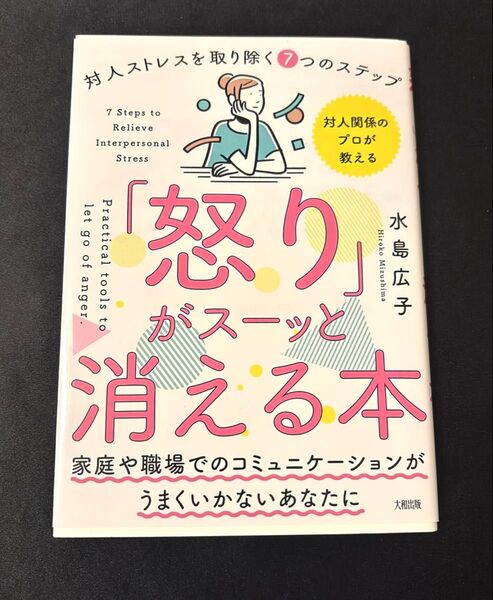 対人ストレスを取り除く7つのステップ
7 Steps to
Relieve
Interpersonal
Stress
対人関係の
プロが
教える
「怒り」
がスーッと
消える本
水島広子
Hiroko Mizushima
Practical tools to
let go of anger.
家庭や職場でのコミュニケーションが
うまくいかないあなたに
大和出版